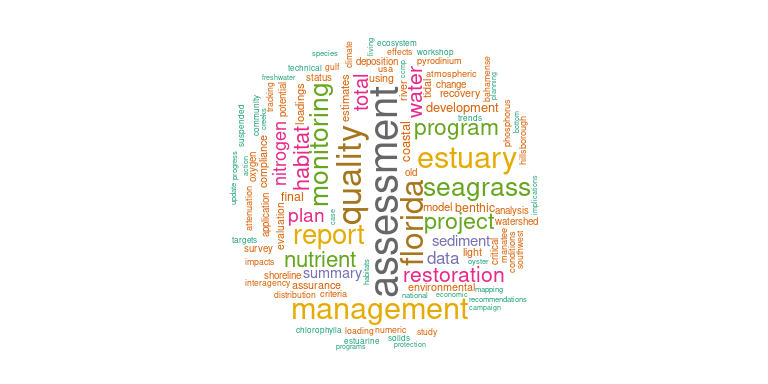 species
climate
living
ecosystem
effects
workshop
technical
gulf
deposition
usa
ccmp
pyrodinium
freshwater
status
using
river
water
tidal
atmospheric
bahamense
planning
tracking
potential
loadings
estimates
total
change
recovery
suspended
community
creeks
nitrogen
habitat
monitoring
quality
assessment
coastal
development
trends
phosphorus
bottom
program
hillsborough
update
progress
action
oxygen
compliance
estuary
old
seagrass
implications
attenuation
application
evaluation
final
plan
case
florida
model
benthic
analysis
project
watershed
targets
survey
report
sediment
data
light
critical
manatee
conditions
southwest
impacts
nutrient
summary
habitats
oyster
shoreline
interagency
assurance
restoration
environmental
mapping
distribution
criteria
national
economic
recommendations
management
campaign
chlorophylla
loading
numeric
study
estuarine
solids
programs
protection